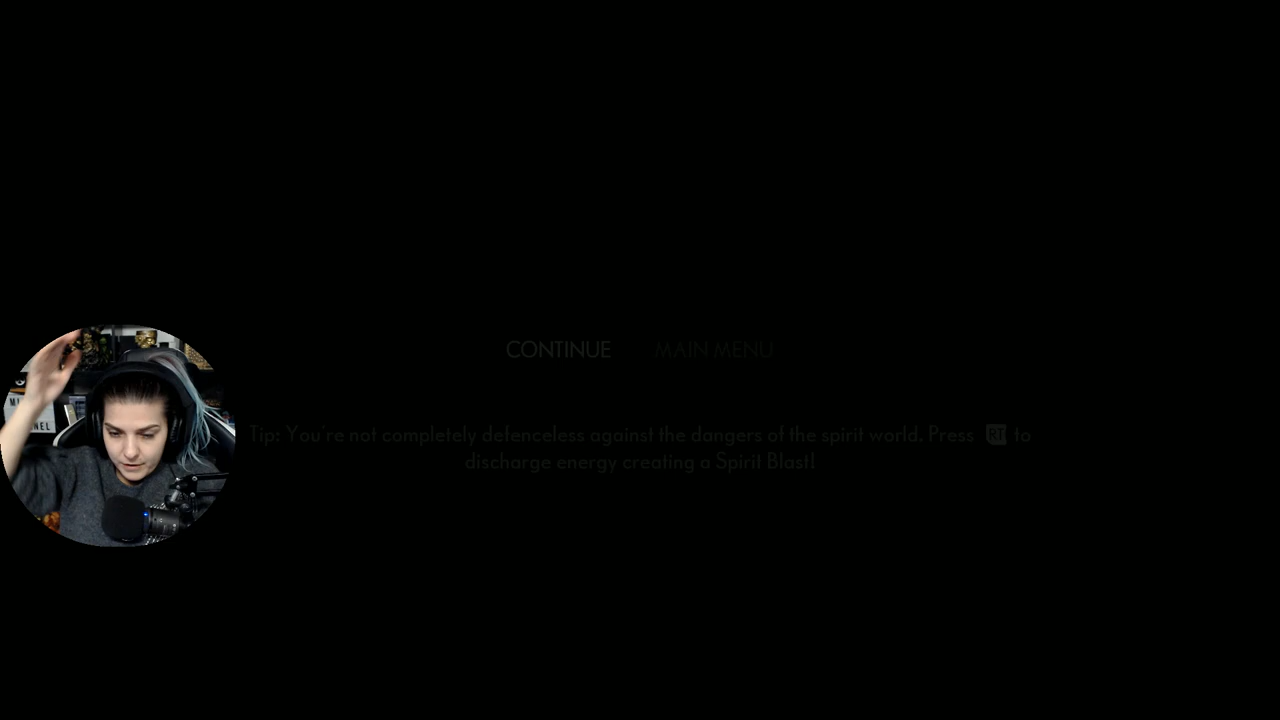 CONTINUE MAIN MENU
Tip: You're not completely defenceless against the dangers of the spirit world. Press RT to
discharge energy creating a Spirit Blast!